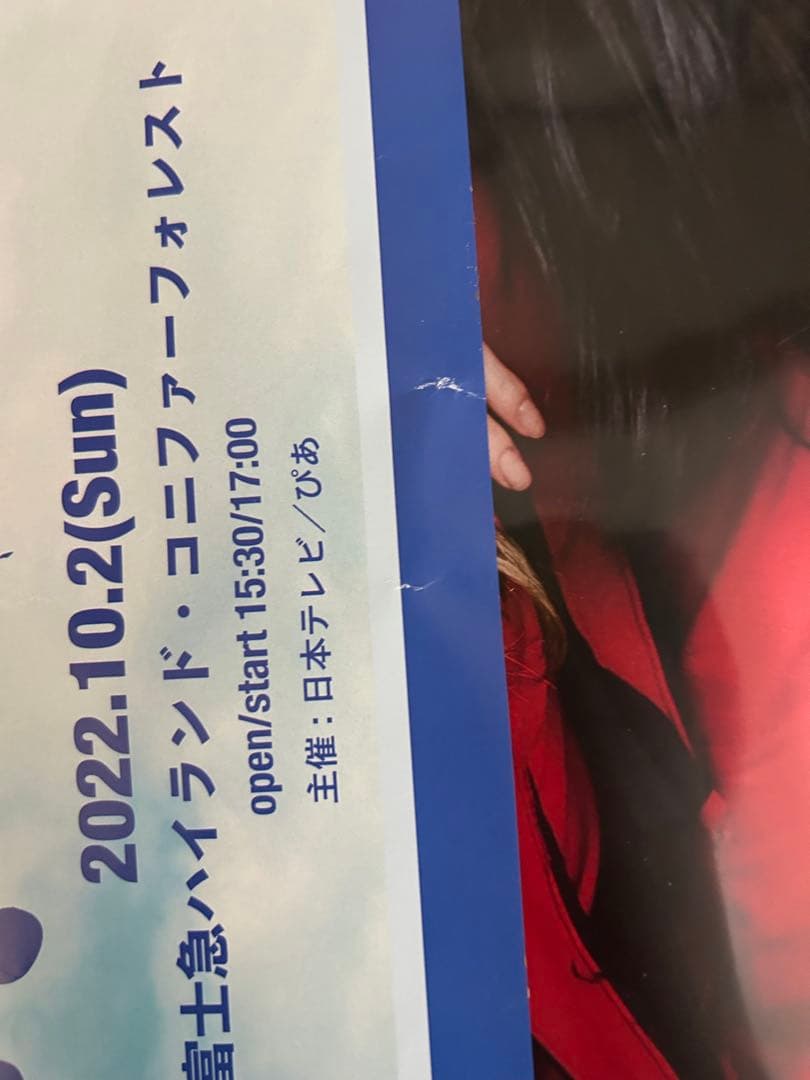 2022.10.2(Sun)
富士急ハイランド・コニファーフォレスト
open/start 15:30/17:00
主催：日本テレビ／ぴあ